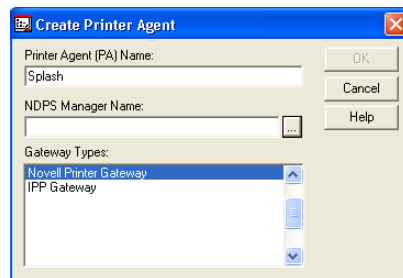 Create Printer Agent
Printer Agent (PA) Name:
OK
Splash
Cancel
NDPS Manager Name:
...
Help
Gateway Types:
Novell Printer Gateway
IPP Gateway